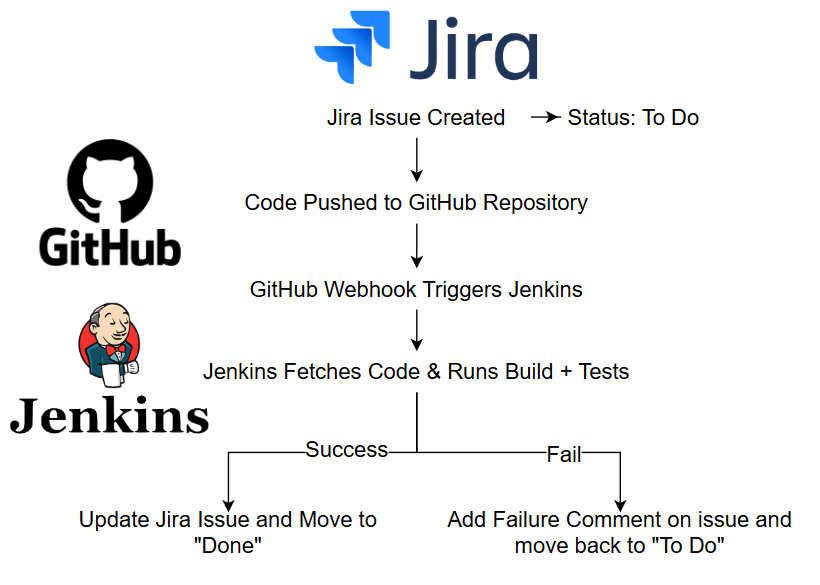 Jira
Jira Issue Created
Status: To Do
GitHub
Code Pushed to GitHub Repository
GitHub Webhook Triggers Jenkins
Jenkins Fetches Code & Runs Build + Tests
Jenkins
Success
Fail
Update Jira Issue and Move to
"Done"
Add Failure Comment on issue and
move back to "To Do"